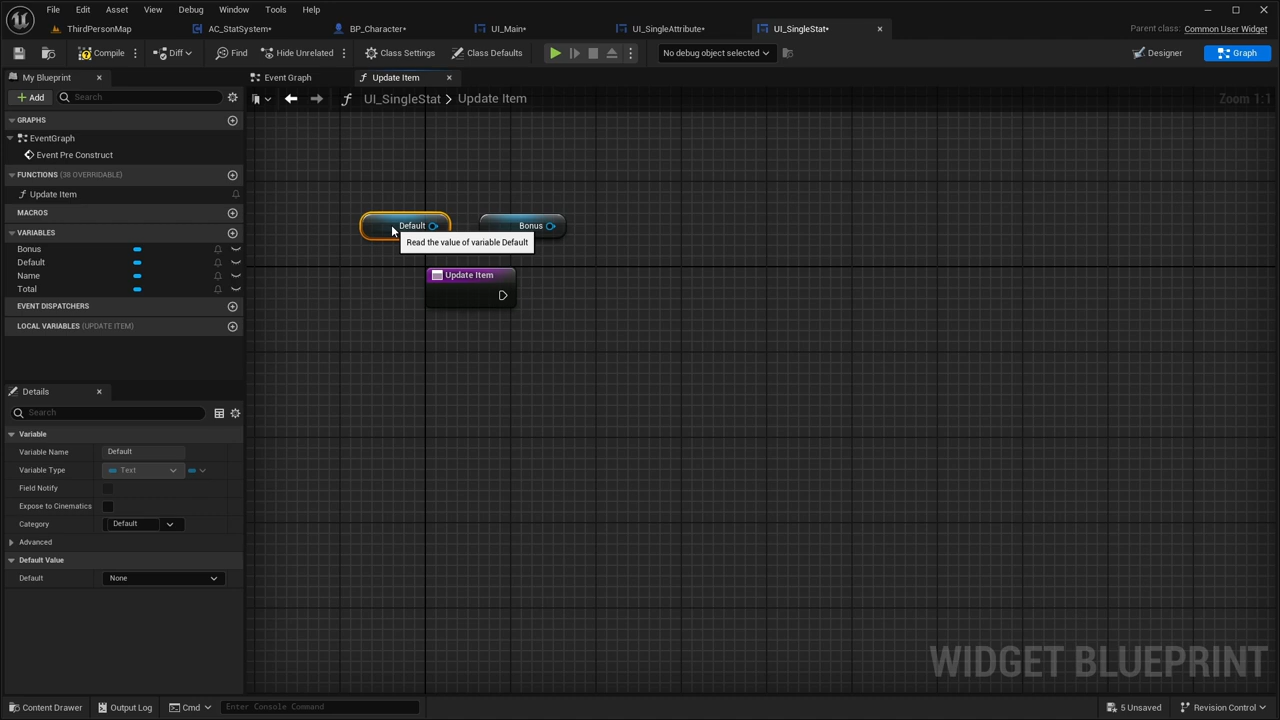 File Edit Asset View Debug Window Tools Help
ThirdPersonMap AC_StatSystem* BP_Character* UI_Main* UI_SingleAttribute* UI_SingleStat* Parent class: Common User Widget
Compile Diff Find Hide Unrelated Class Settings Class Defaults No debug object selected Designer Graph
My Blueprint Event Graph Update Item
Add Search UI_SingleStat > Update Item Zoom 1:1
GRAPHS
EventGraph
Event Pre Construct
FUNCTIONS (38 OVERRIDABLE)
Update Item
MACROS
VARIABLES
Bonus
Default
Name
Total
EVENT DISPATCHERS
LOCAL VARIABLES (UPDATE ITEM)
Default Bonus
Read the value of variable Default
Update Item
Details
Search
Variable
Variable Name Default
Variable Type Text
Field Notify
Expose to Cinematics
Category Default
Advanced
Default Value
Default None
WIDGET BLUEPRINT
Content Drawer Output Log Cmd Enter Console Command 5 Unsaved Revision Control